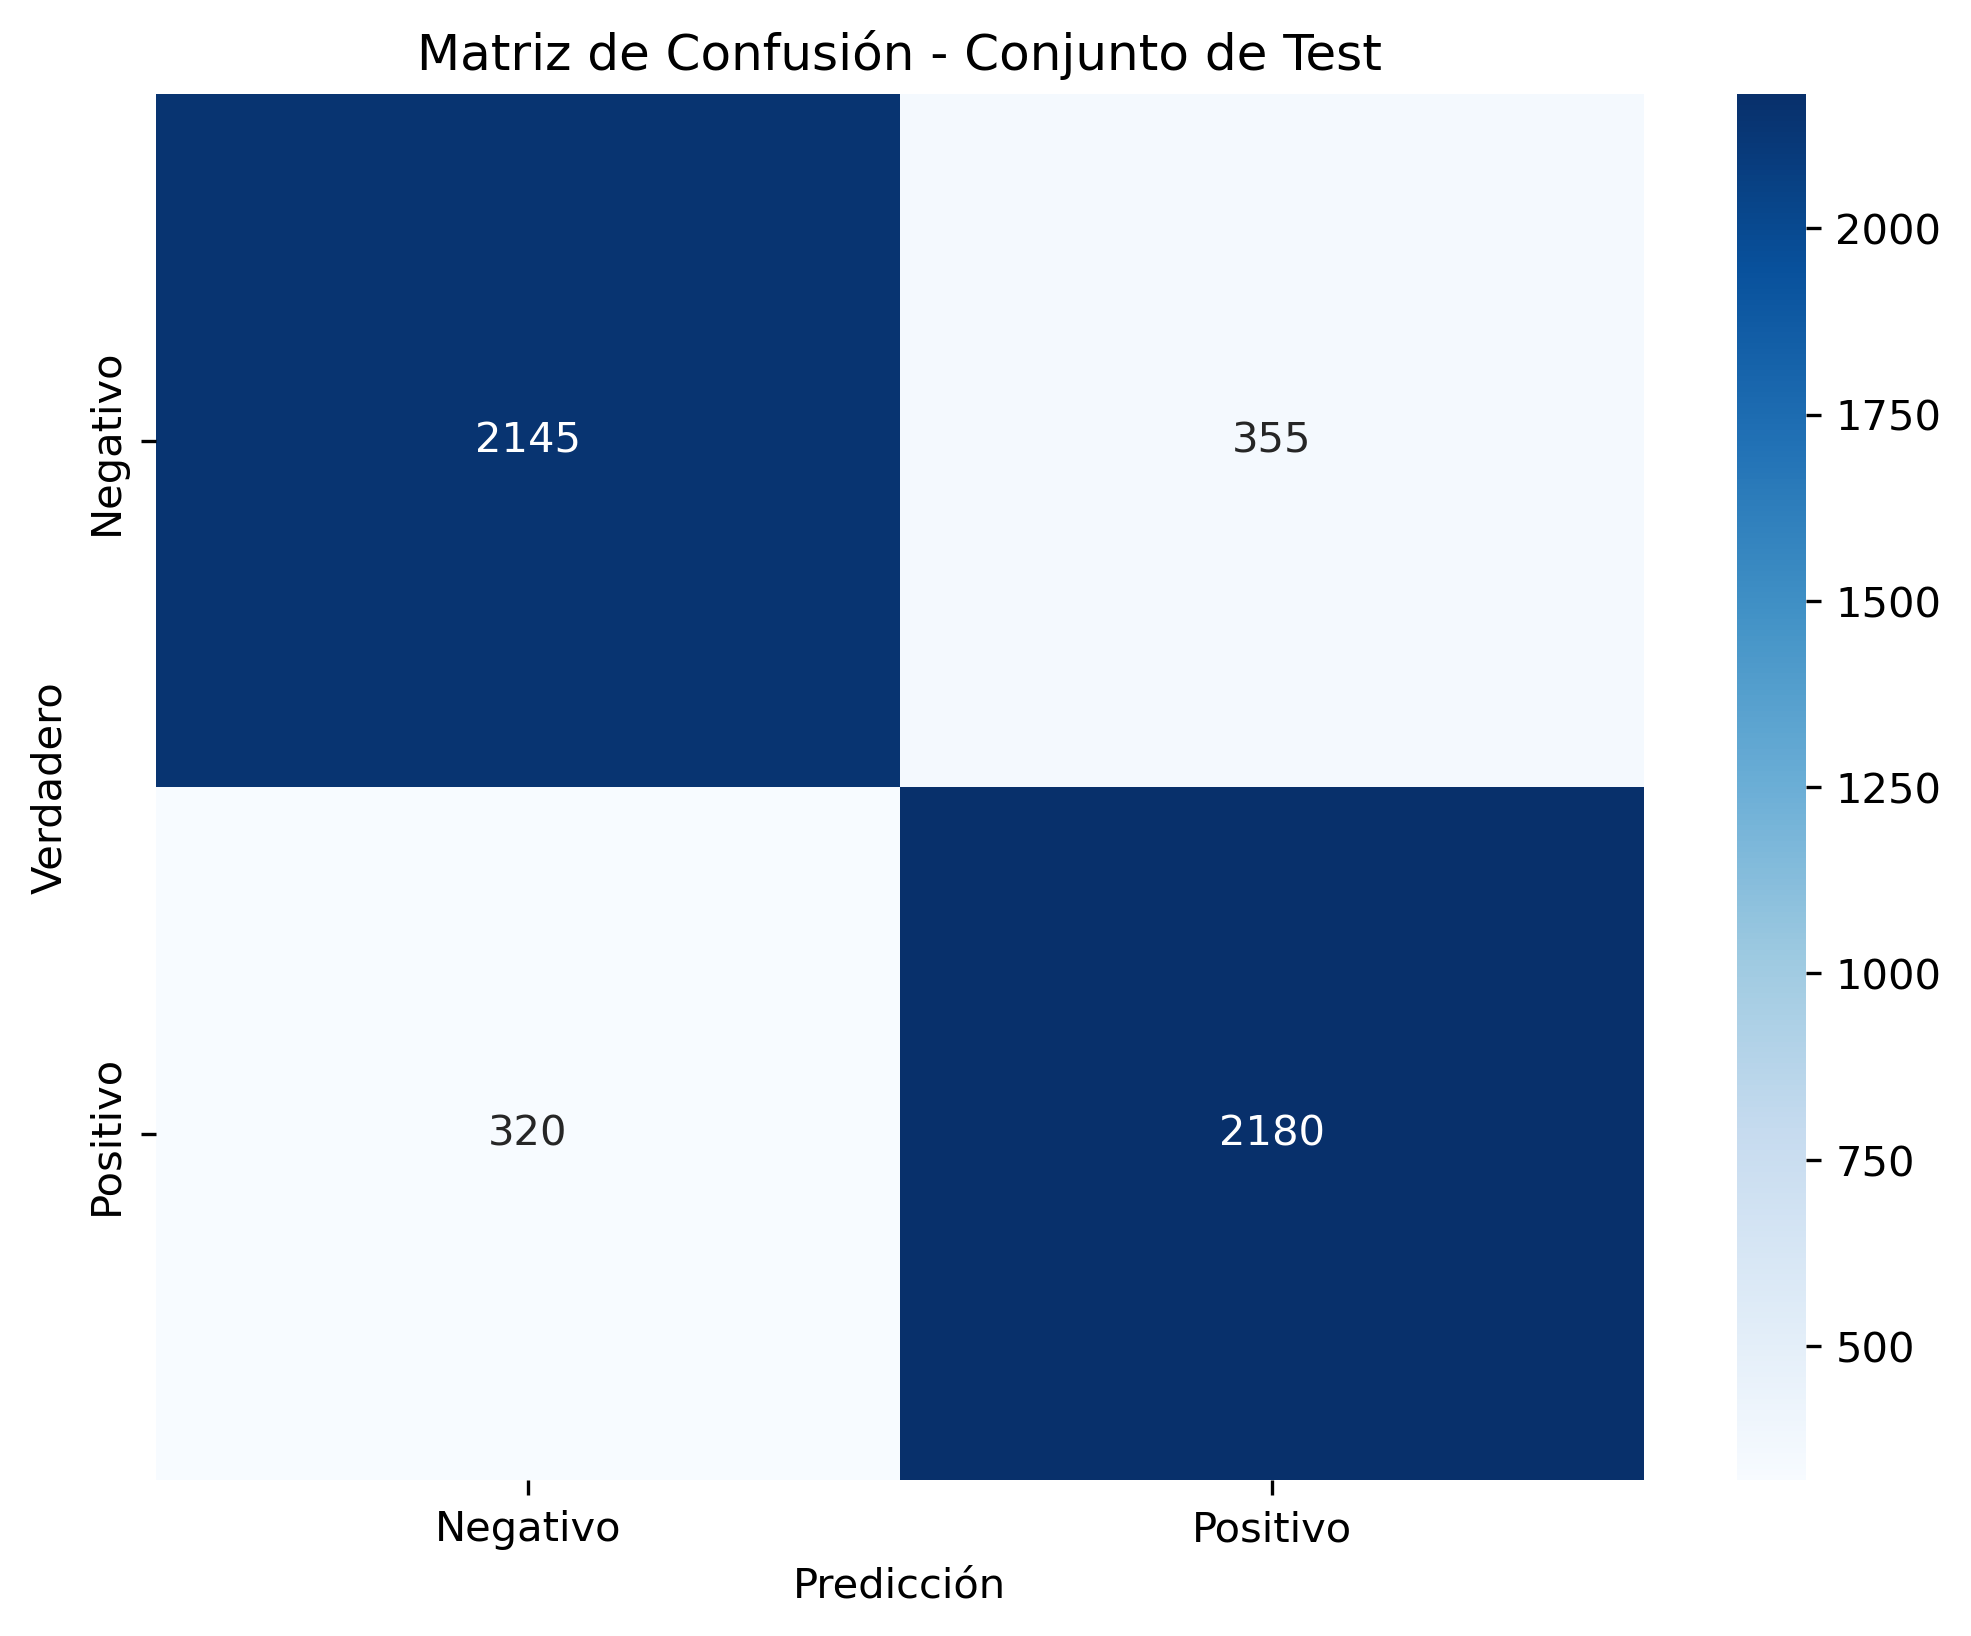 Matriz de Confusión - Conjunto de Test
Verdadero
Negativo
2145
355
Positivo
320
2180
Negativo
Positivo
Predicción
2000
1750
1500
1250
1000
750
500